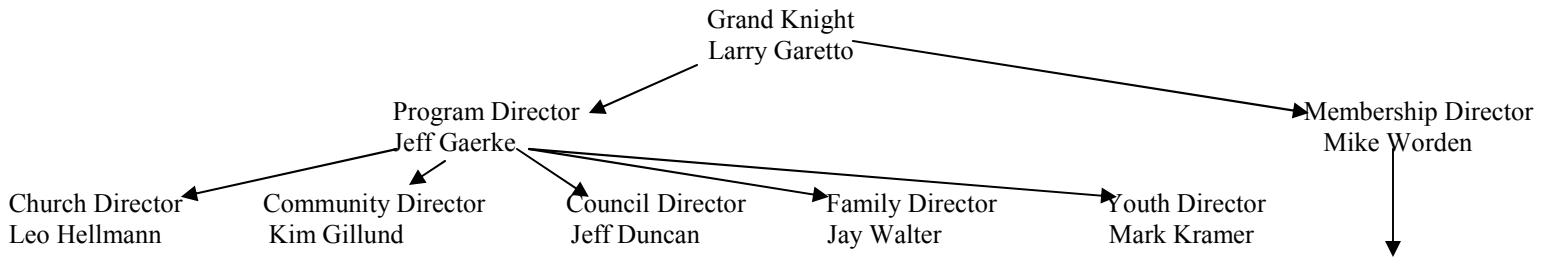 Grand Knight
Larry Garetto
Program Director
Jeff Gaerke
Membership Director
Mike Worden
Church Director
Leo Hellmann
Community Director
Kim Gillund
Council Director
Jeff Duncan
Family Director
Jay Walter
Youth Director
Mark Kramer